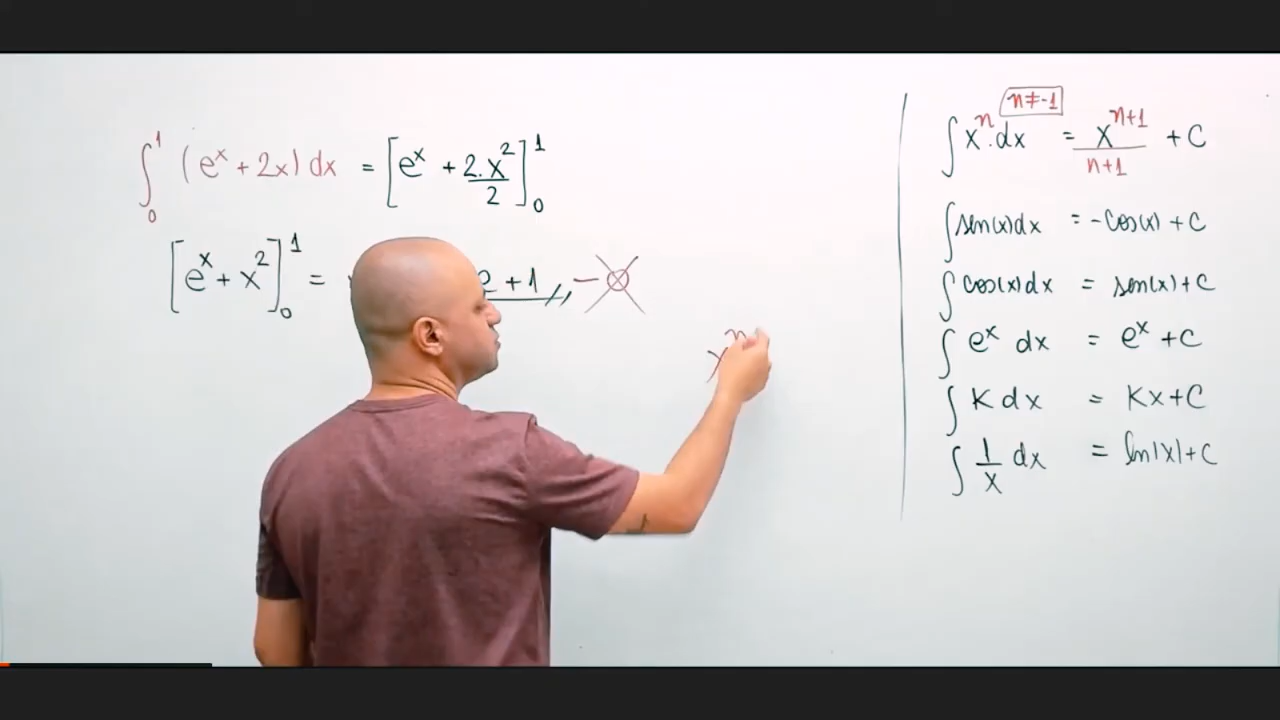 ∫₀¹ (eˣ + 2x) dx = [eˣ + 2.x²/2]₀¹
[eˣ + x²]₀¹ = e + 1 -
xⁿ
n≠-1
∫xⁿ.dx = xⁿ⁺¹/n+1 + C
∫sen(x)dx = -cos(x) + C
∫cos(x)dx = sen(x) + C
∫eˣ dx = eˣ + C
∫K dx = Kx + C
∫1/x dx = ln|x| + C